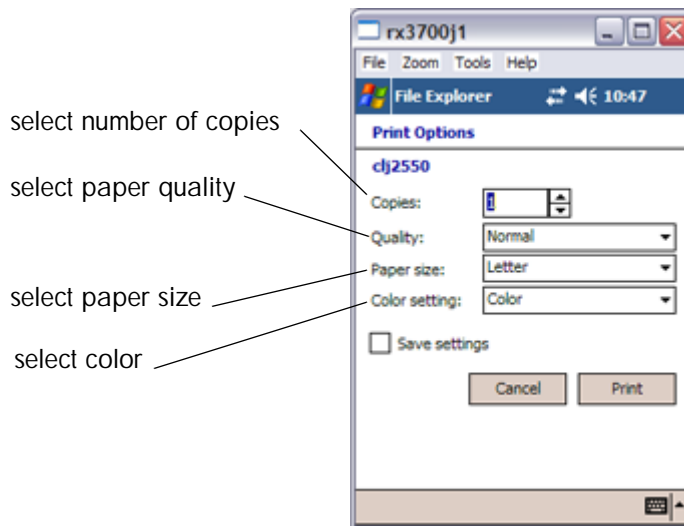 rx3700j1
File Zoom Tools Help
File Explorer 10:47
Print Options
clj2550
select number of copies
Copies: 1
select paper quality
Quality: Normal
Paper size: Letter
select paper size
Color setting: Color
select color
Save settings
Cancel Print